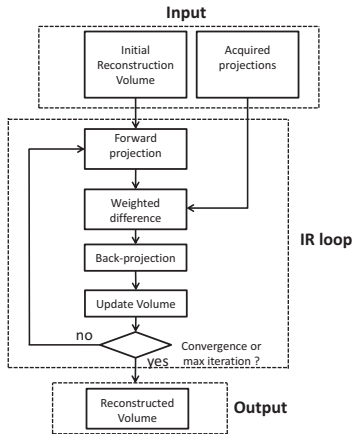 Input
Initial
Reconstruction
Volume
Acquired
projections
Forward
projection
Weighted
difference
IR loop
Back-projection
Update Volume
no
Convergence or
max iteration ?
yes
Reconstructed
Volume
Output